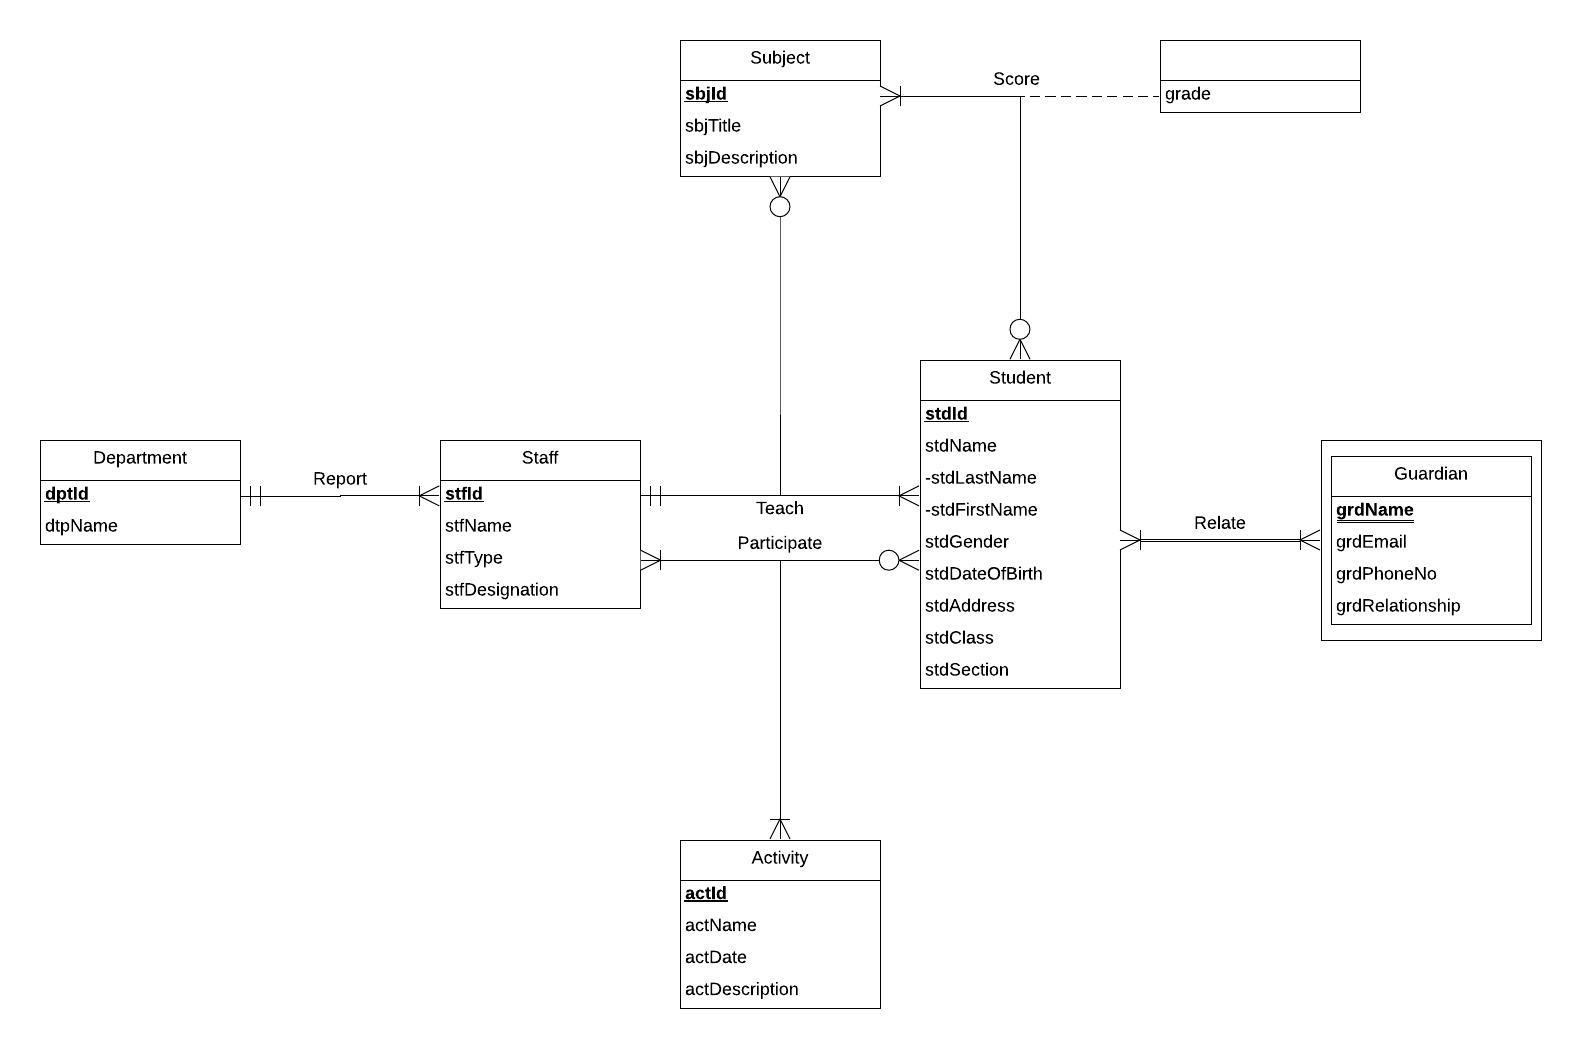 Subject
sbjId
sbjTitle
sbjDescription
Score
grade
Department
dptId
dtpName
Report
Staff
stfId
stfName
stfType
stfDesignation
Teach
Participate
Student
stdId
stdName
-stdLastName
-stdFirstName
stdGender
stdDateOfBirth
stdAddress
stdClass
stdSection
Relate
Guardian
grdName
grdEmail
grdPhoneNo
grdRelationship
Activity
actId
actName
actDate
actDescription